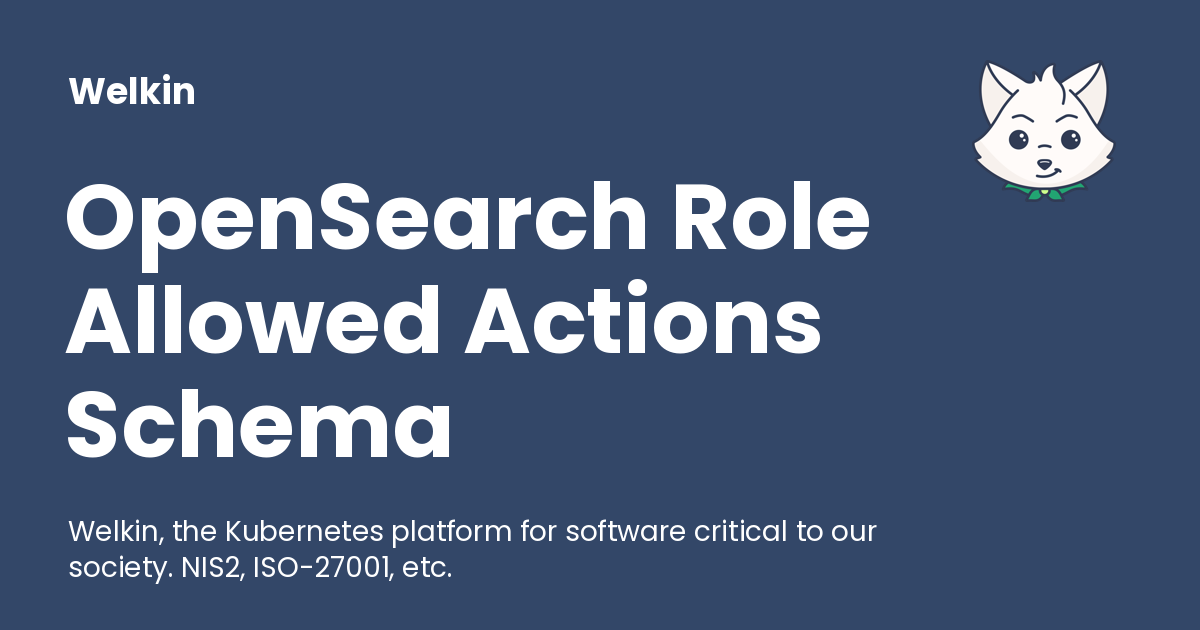 Welkin
OpenSearch Role
Allowed Actions
Schema
Welkin, the Kubernetes platform for software critical to our
society. NIS2, ISO-27001, etc.